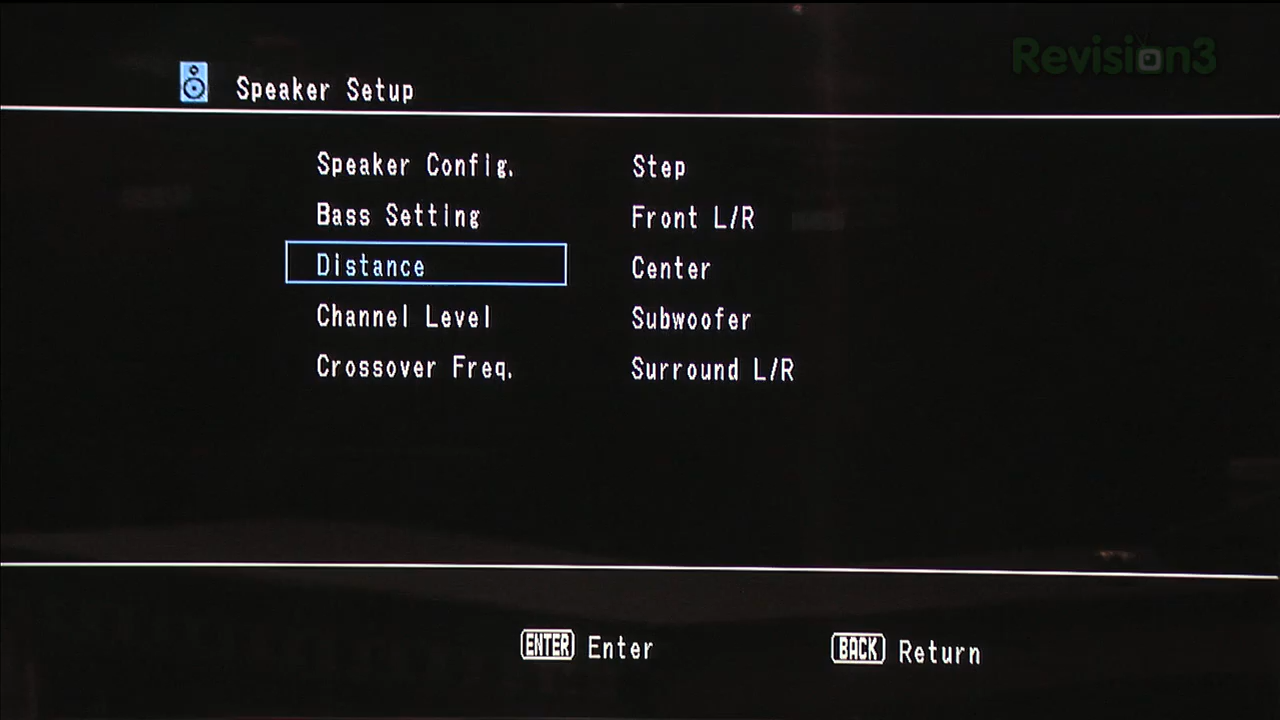 Revision3
Speaker Setup
Speaker Config.
Bass Setting
Distance
Channel Level
Crossover Freq.
Step
Front L/R
Center
Subwoofer
Surround L/R
ENTER Enter
BACK Return